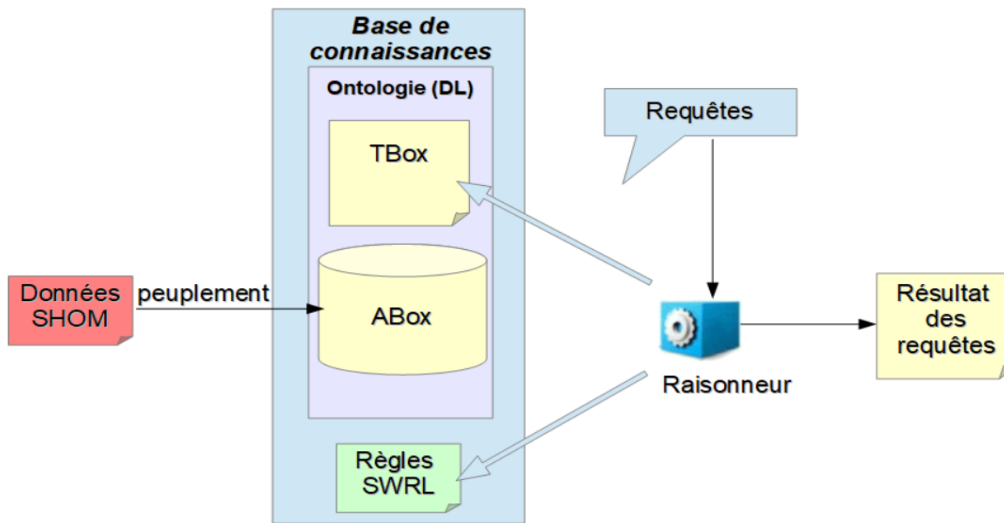 Base de
connaissances
Ontologie (DL)
TBox
ABox
Règles
SWRL
Données
SHOM
peuplement
Requêtes
Raisonneur
Résultat
des
requêtes